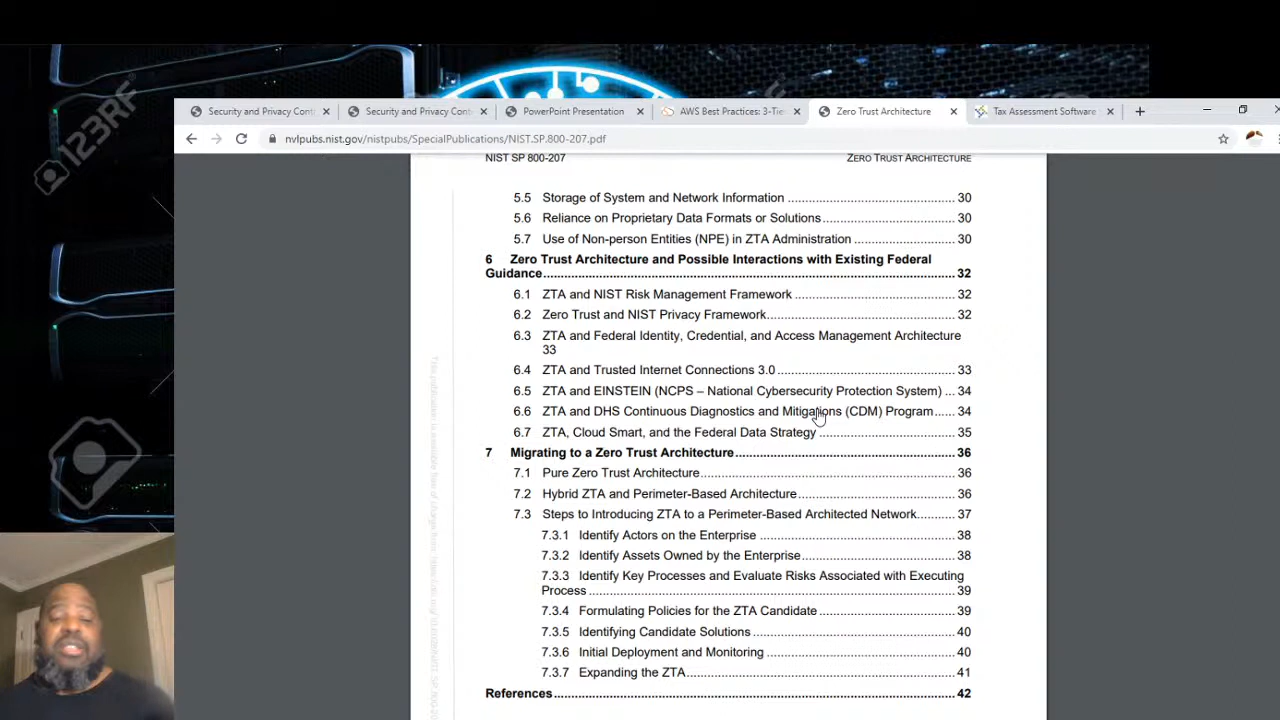 Security and Privacy Cont
Security and Privacy Cont
PowerPoint Presentation
AWS Best Practices: 3-Tie
Zero Trust Architecture
Tax Assessment Software
nvlpubs.nist.gov/nistpubs/SpecialPublications/NIST.SP.800-207.pdf
NIST SP 800-207
ZERO TRUST ARCHITECTURE
5.5 Storage of System and Network Information 30
5.6 Reliance on Proprietary Data Formats or Solutions 30
5.7 Use of Non-person Entities (NPE) in ZTA Administration 30
6 Zero Trust Architecture and Possible Interactions with Existing Federal
Guidance 32
6.1 ZTA and NIST Risk Management Framework 32
6.2 Zero Trust and NIST Privacy Framework 32
6.3 ZTA and Federal Identity, Credential, and Access Management Architecture
33
6.4 ZTA and Trusted Internet Connections 3.0 33
6.5 ZTA and EINSTEIN (NCPS – National Cybersecurity Protection System) 34
6.6 ZTA and DHS Continuous Diagnostics and Mitigations (CDM) Program 34
6.7 ZTA, Cloud Smart, and the Federal Data Strategy 35
7 Migrating to a Zero Trust Architecture 36
7.1 Pure Zero Trust Architecture 36
7.2 Hybrid ZTA and Perimeter-Based Architecture 36
7.3 Steps to Introducing ZTA to a Perimeter-Based Architected Network 37
7.3.1 Identify Actors on the Enterprise 38
7.3.2 Identify Assets Owned by the Enterprise 38
7.3.3 Identify Key Processes and Evaluate Risks Associated with Executing
Process 39
7.3.4 Formulating Policies for the ZTA Candidate 39
7.3.5 Identifying Candidate Solutions 40
7.3.6 Initial Deployment and Monitoring 40
7.3.7 Expanding the ZTA 41
References 42
123RF